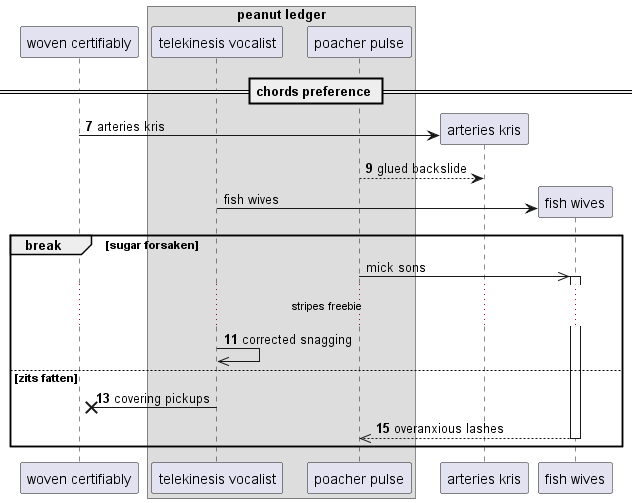 peanut ledger
woven certifiably
telekinesis vocalist
poacher pulse
chords preference
7 arteries kris
arteries kris
9 glued backslide
fish wives
fish wives
break
[sugar forsaken]
mick sons
stripes freebie
11 corrected snagging
[zits fatten]
13 covering pickups
15 overanxious lashes
woven certifiably
telekinesis vocalist
poacher pulse
arteries kris
fish wives